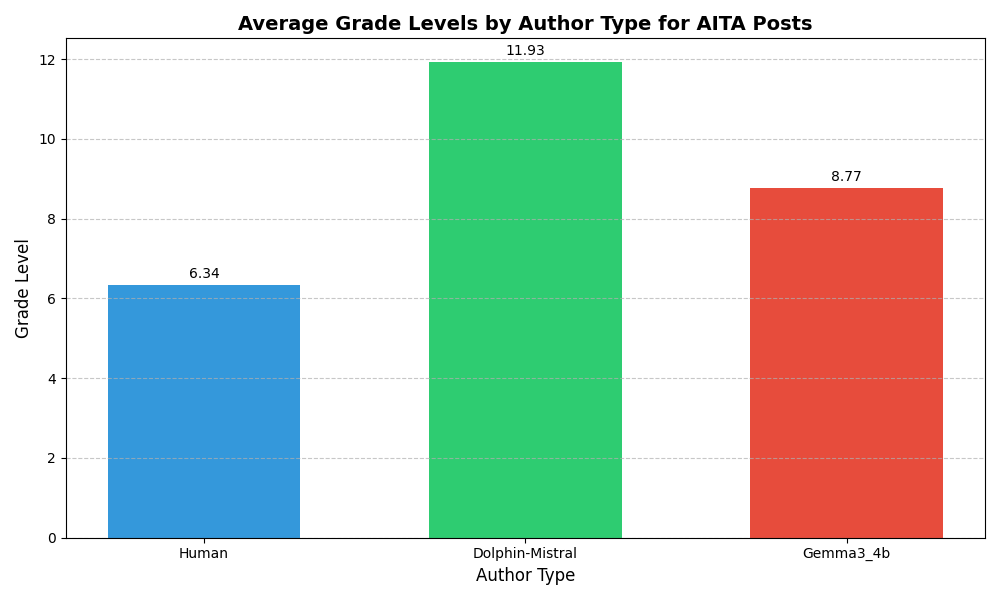 Average Grade Levels by Author Type for AITA Posts
Grade Level
12
10
8
6
4
2
0
6.34
11.93
8.77
Human
Dolphin-Mistral
Gemma3_4b
Author Type